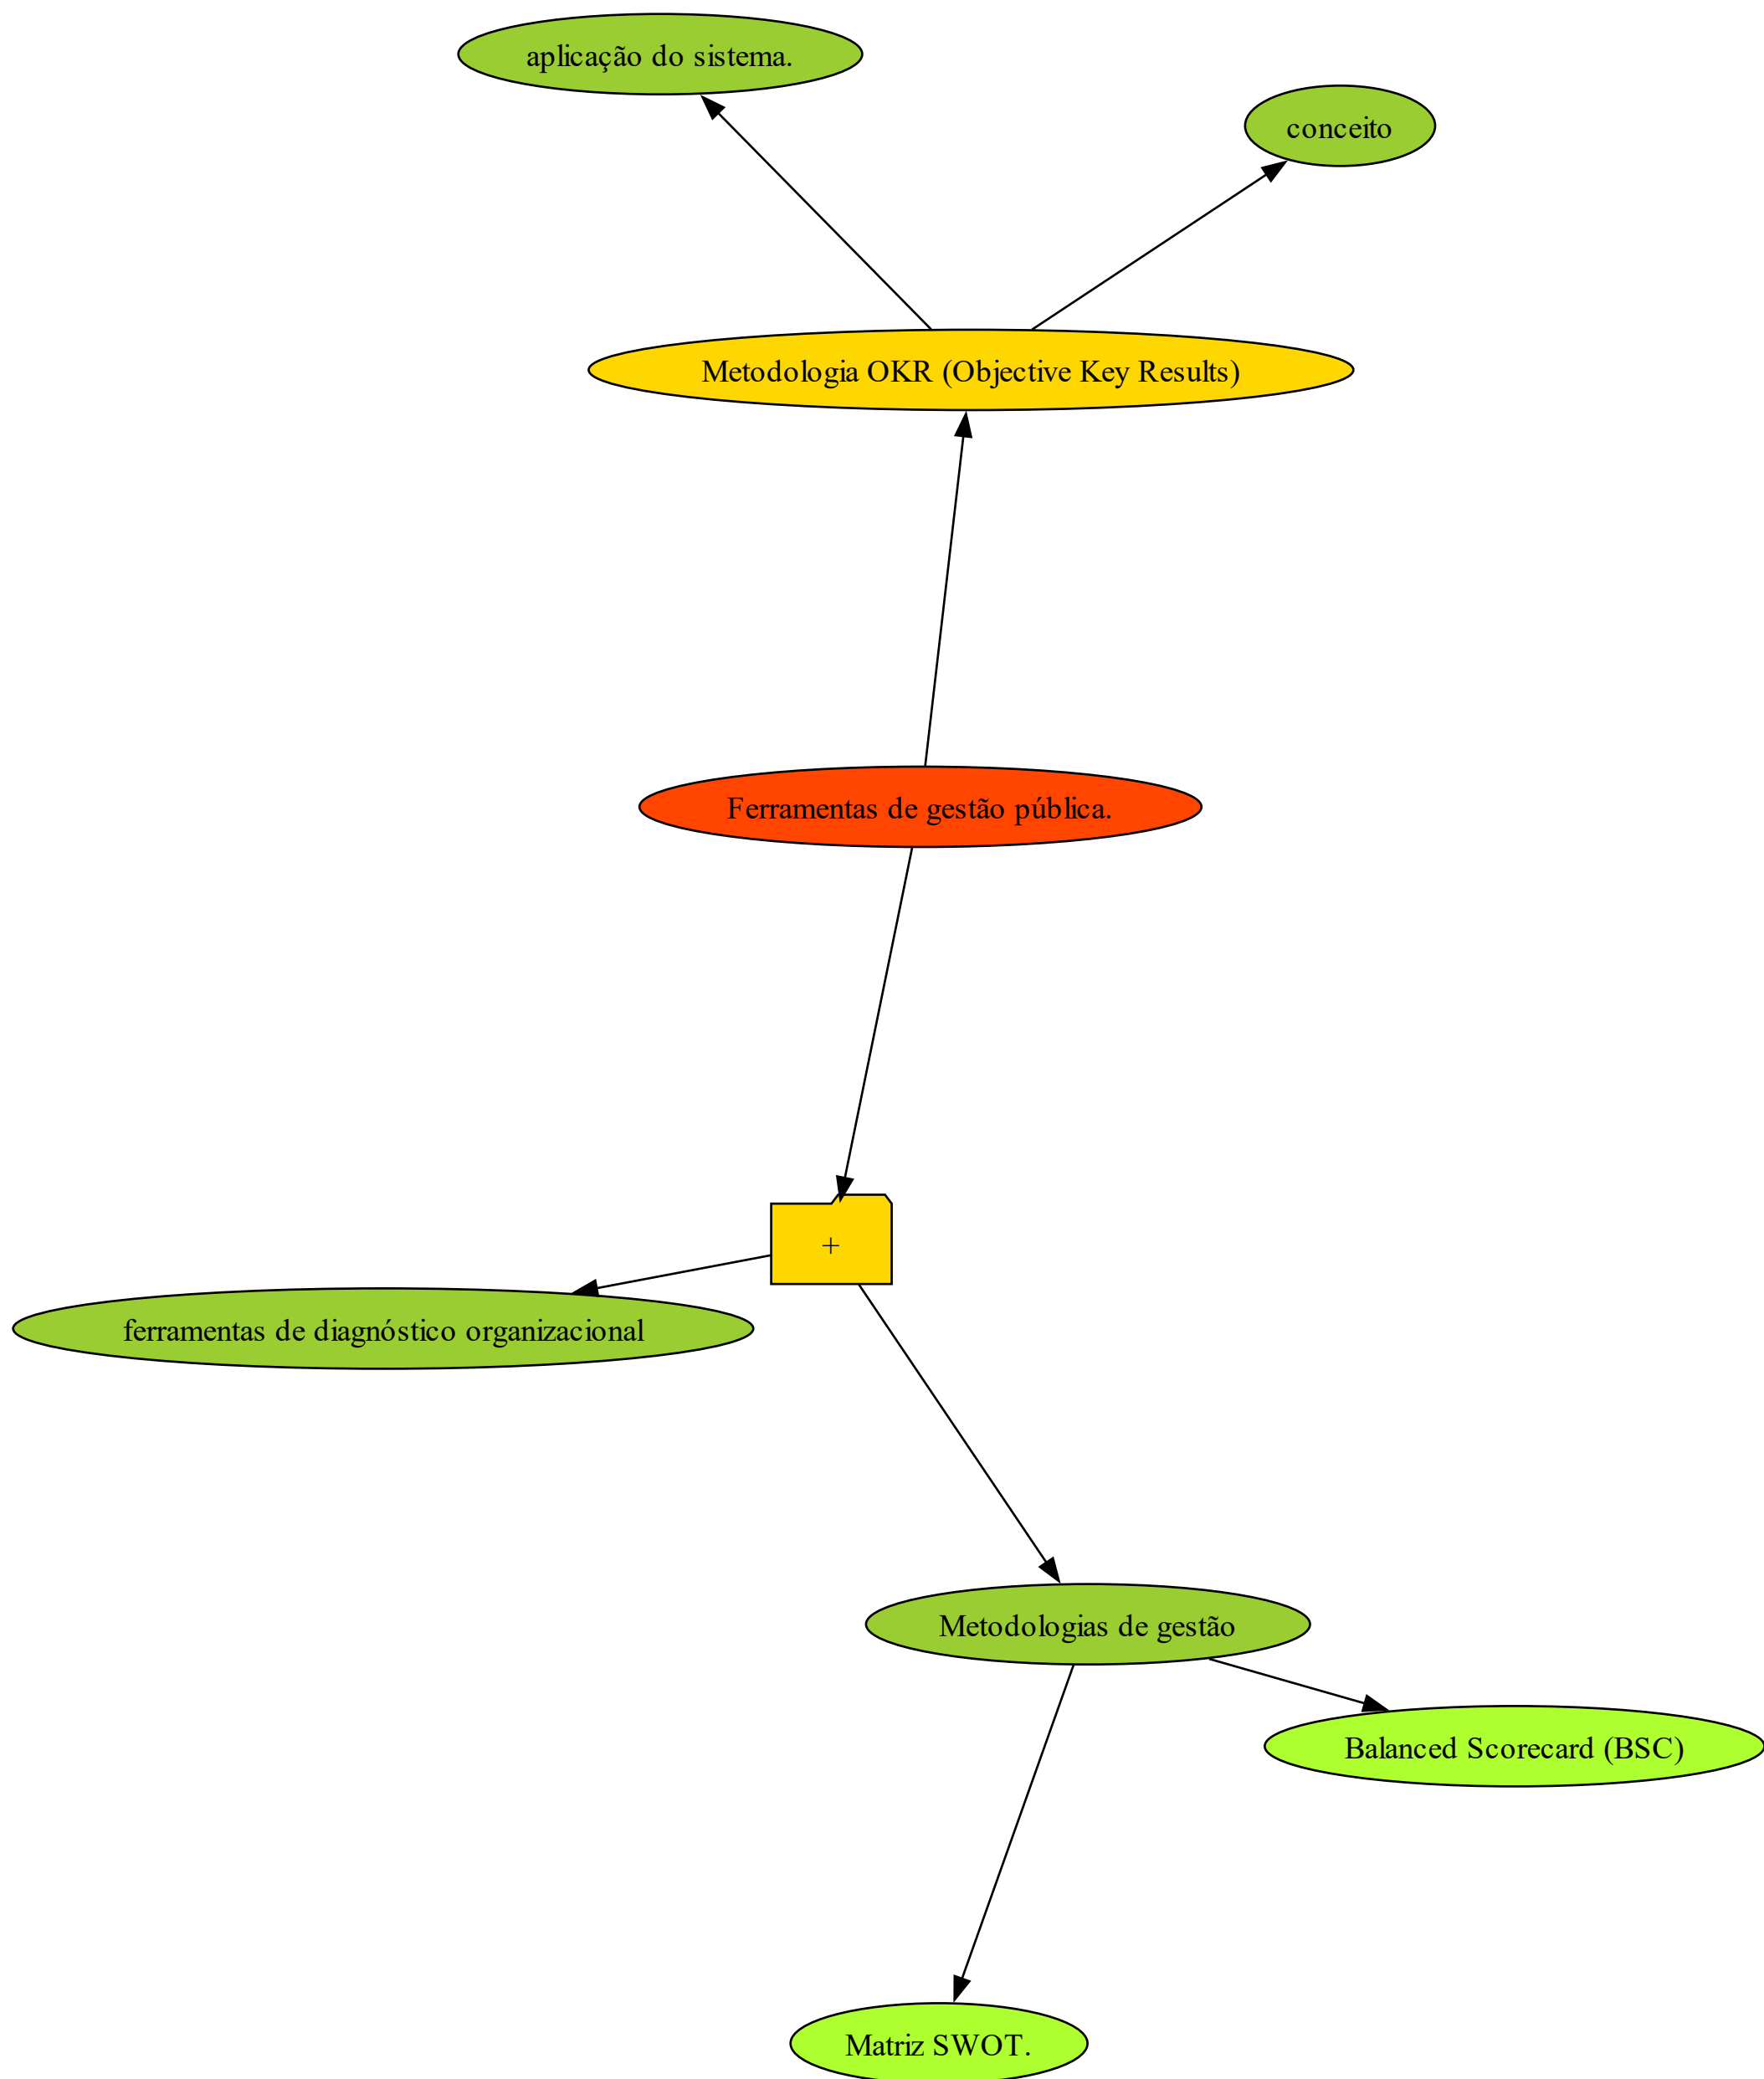 aplicação do sistema.
conceito
Metodologia OKR (Objective Key Results)
Ferramentas de gestão pública.
+
ferramentas de diagnóstico organizacional
Metodologias de gestão
Balanced Scorecard (BSC)
Matriz SWOT.